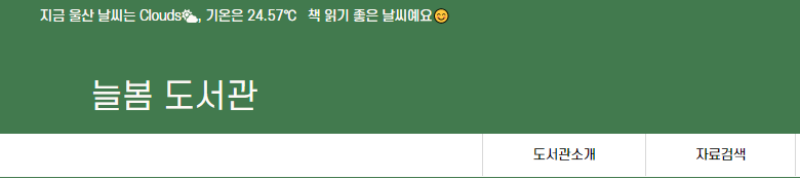 지금 울산 날씨는 Clouds🌤, 기온은 24.57℃ 책 읽기 좋은 날씨예요😊
늘봄 도서관
도서관소개 자료검색